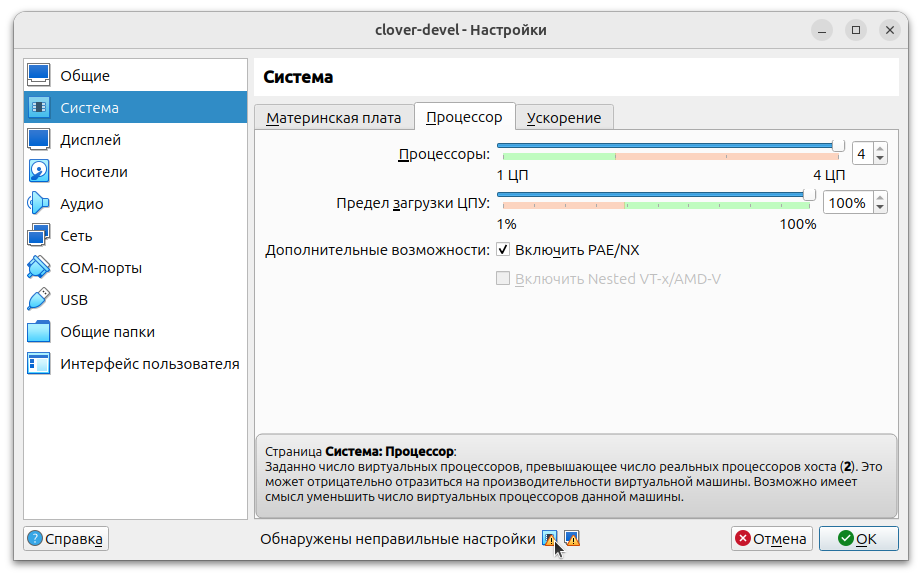 clover-devel - Настройки
Общие
Система
Дисплей
Носители
Аудио
Сеть
COM-порты
USB
Общие папки
Интерфейс пользователя
Система
Материнская плата
Процессор
Ускорение
Процессоры:
4
1 ЦП
4 ЦП
Предел загрузки ЦПУ:
100%
1%
100%
Дополнительные возможности:
Включить PAE/NX
Включить Nested VT-x/AMD-V
Страница Система: Процессор:
Заданно число виртуальных процессоров, превышающее число реальных процессоров хоста (2). Это
может отрицательно отразиться на производительности виртуальной машины. Возможно имеет
смысл уменьшить число виртуальных процессоров данной машины.
Справка
Обнаружены неправильные настройки
Отмена
OK